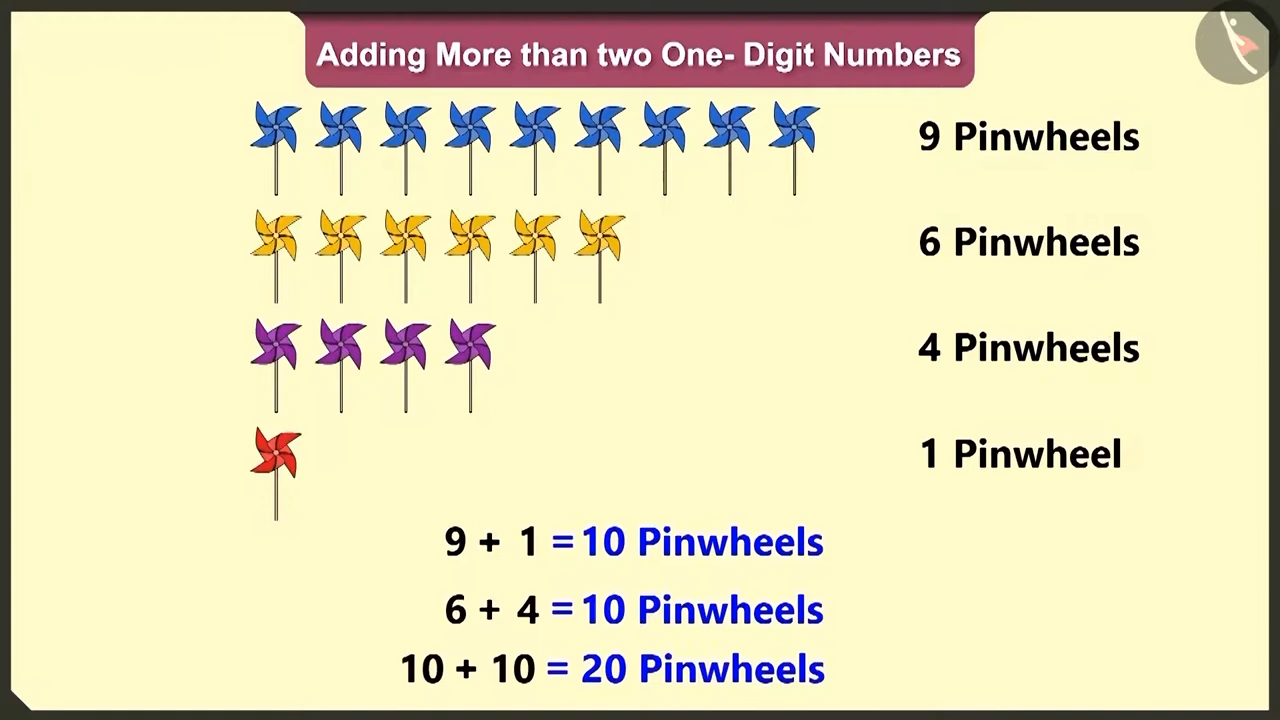 Adding More than two One- Digit Numbers
9 Pinwheels
6 Pinwheels
4 Pinwheels
1 Pinwheel
9 + 1 = 10 Pinwheels
6 + 4 = 10 Pinwheels
10 + 10 = 20 Pinwheels